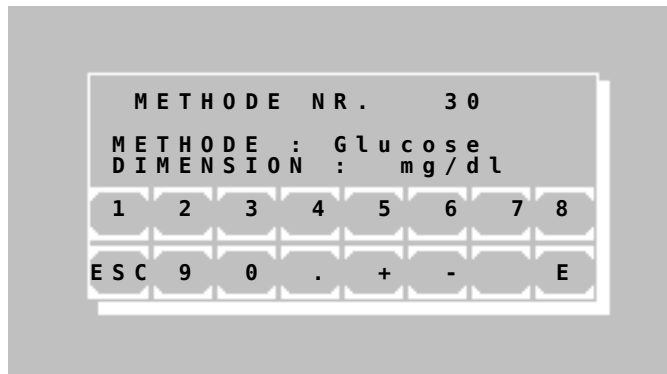 METHODE NR. 30
METHODE : Glucose
DIMENSION : mg/dl
1 2 3 4 5 6 7 8
ESC 9 0 . + - E